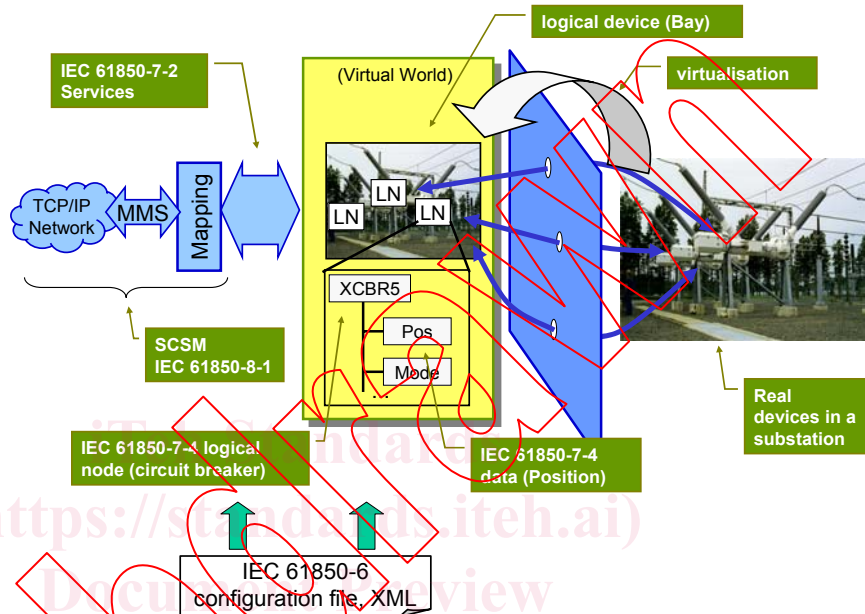 logical device (Bay)
IEC 61850-7-2
Services
(Virtual World)
virtualisation
LN
LN
LN
TCP/IP
Network
MMS
Mapping
XCBR5
Pos
Mode
...
SCSM
IEC 61850-8-1
Real
devices in a
substation
IEC 61850-7-4 logical
node (circuit breaker)
IEC 61850-7-4
data (Position)
iTeh Standards
(https://standards.iteh.ai)
Document Preview
IEC 61850-6
configuration file, XML